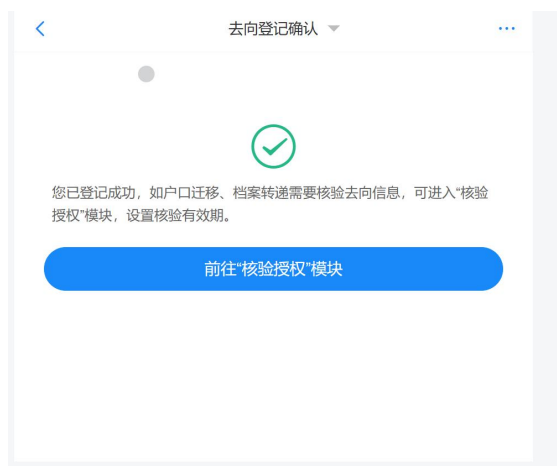 去向登记确认
您已登记成功，如户口迁移、档案转递需要核验去向信息，可进入“核验
授权”模块，设置核验有效期。
前往“核验授权”模块